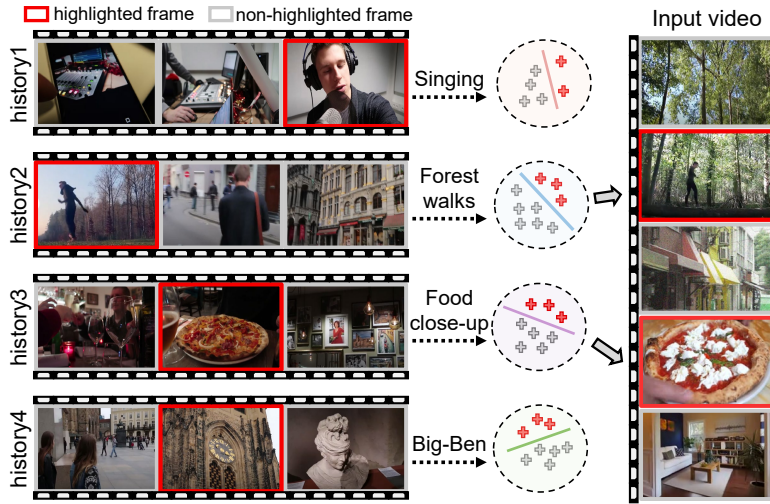 highlighted frame
non-highlighted frame
Input video
history1
Singing
history2
Forest
walks
history3
Food
close-up
history4
Big-Ben